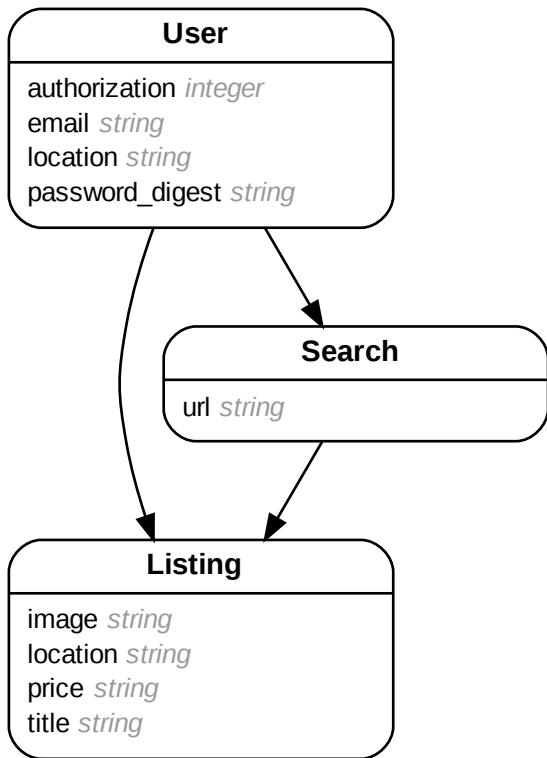 User
authorization integer
email string
location string
password_digest string
Search
url string
Listing
image string
location string
price string
title string